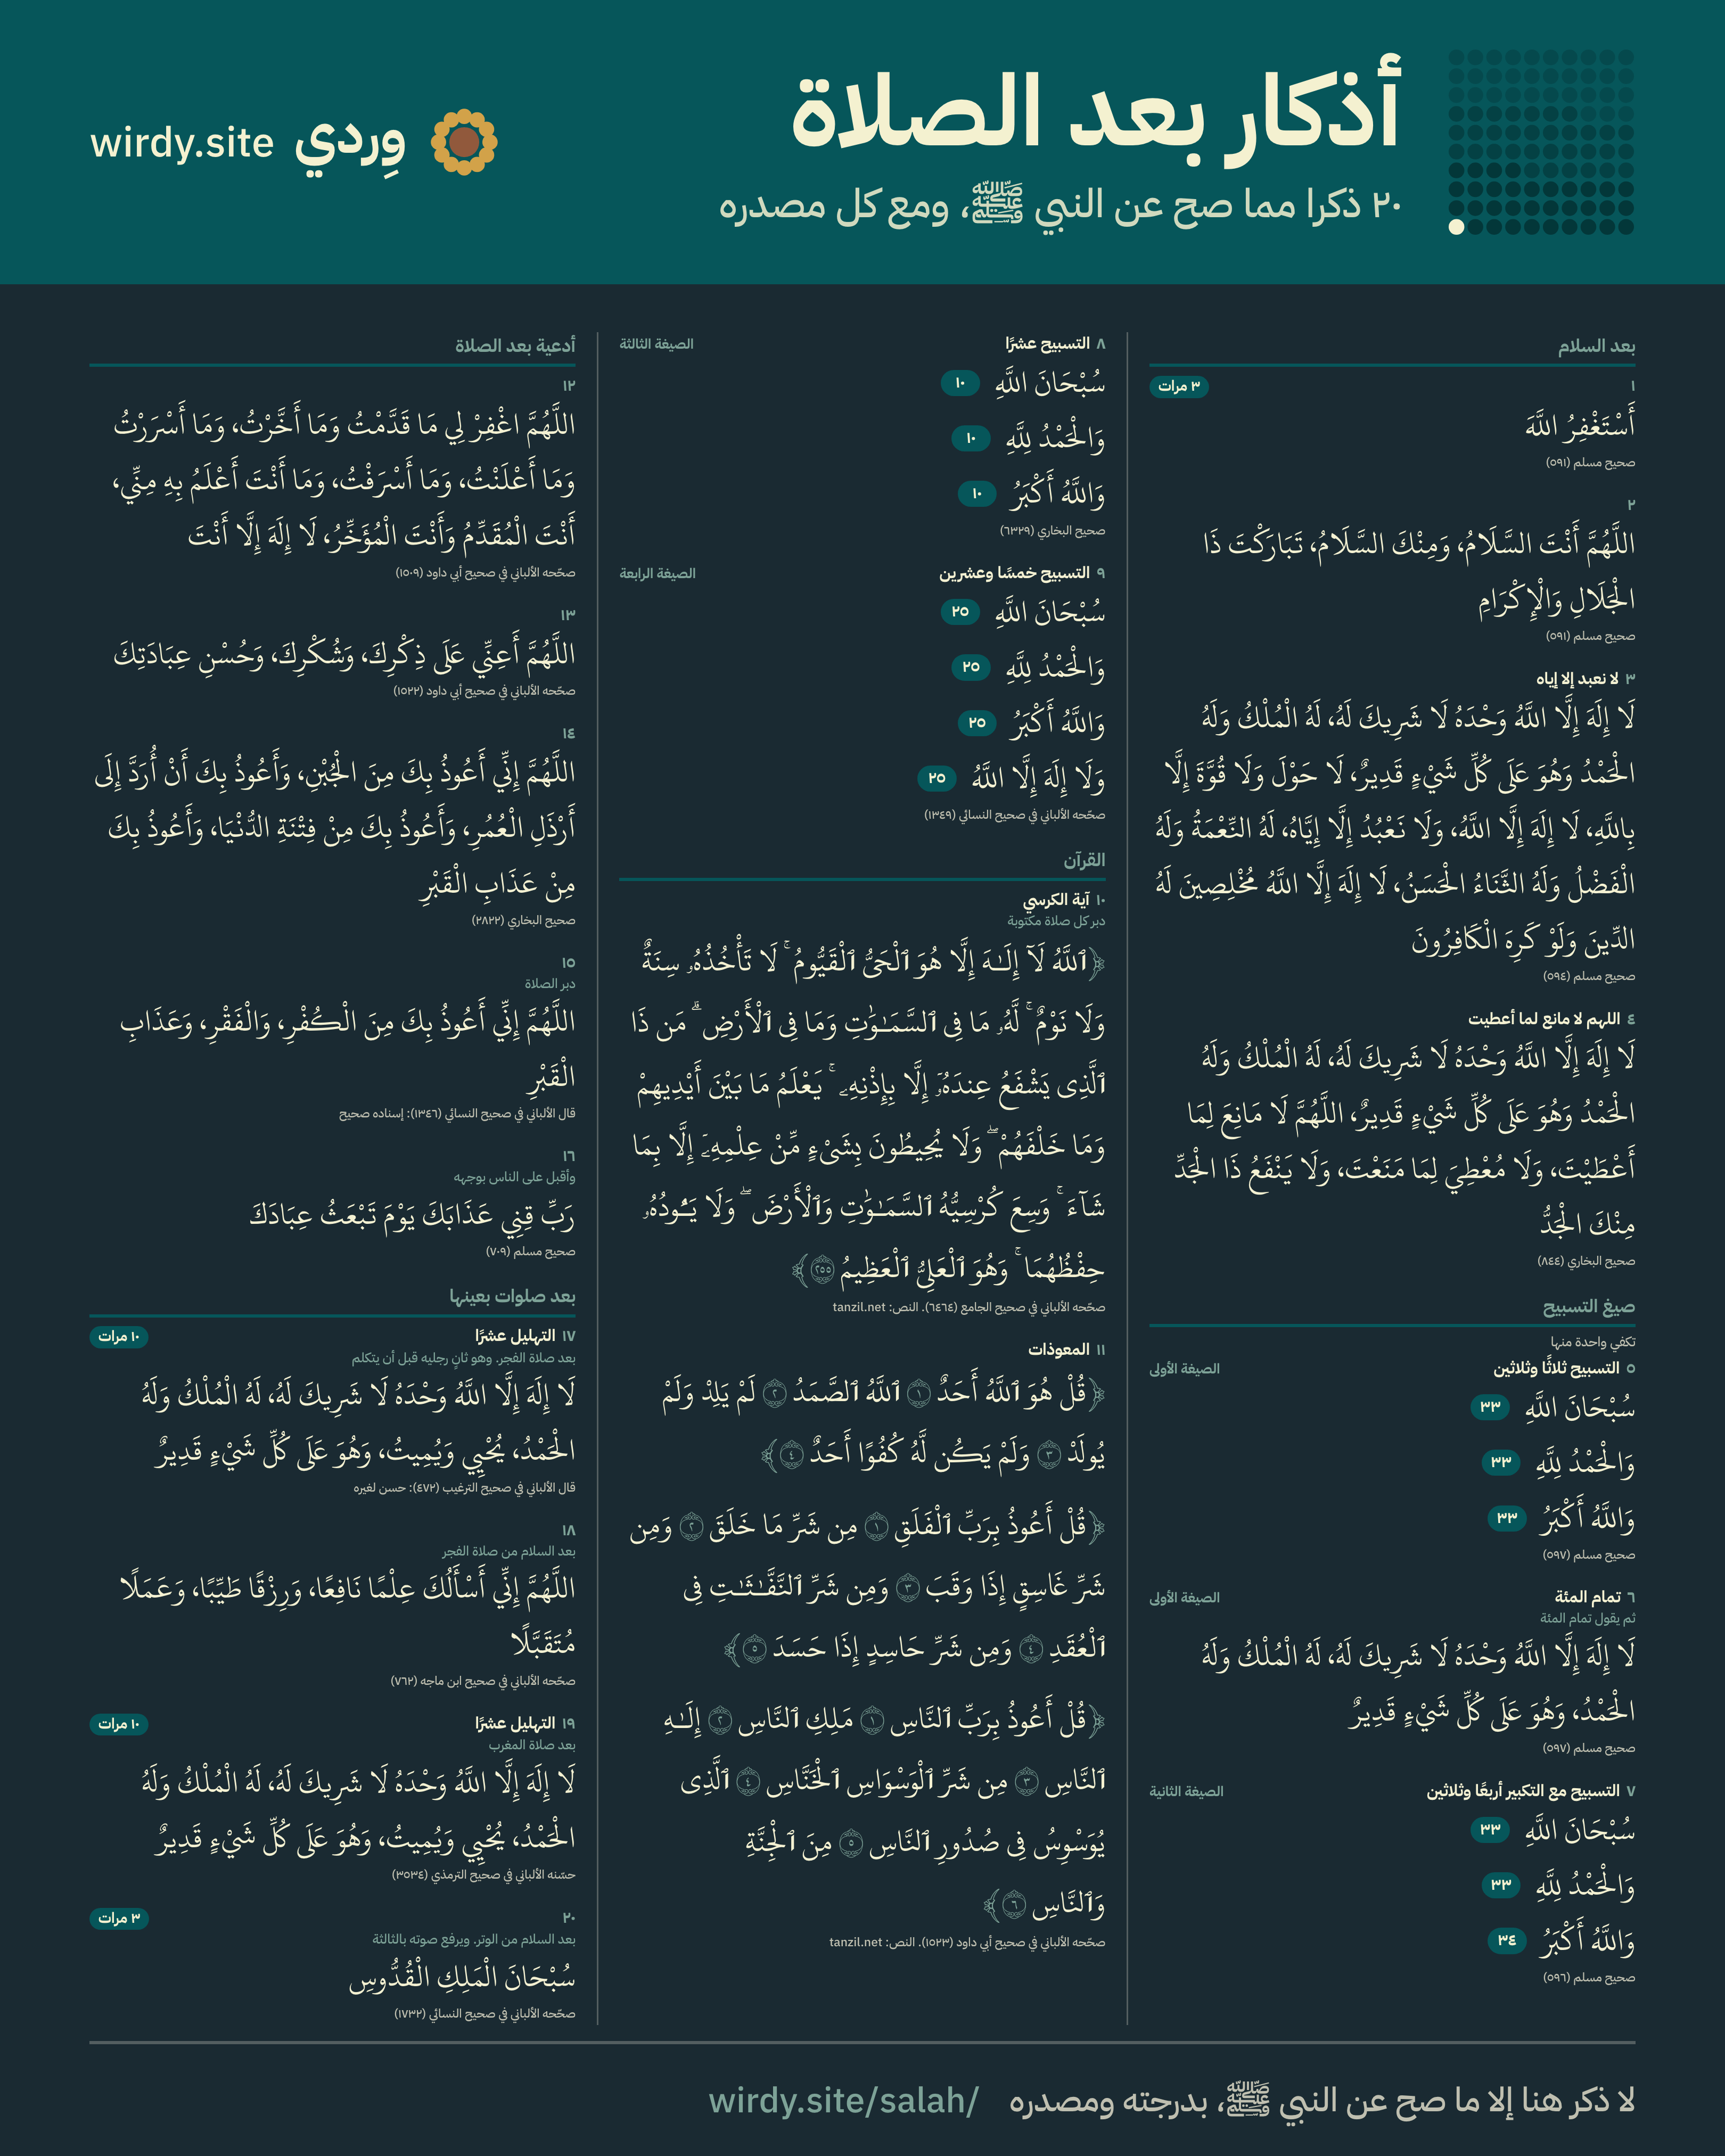 أذكار بعد الصلاة
٢٠ ذكرا مما صح عن النبي ﷺ، ومع كل مصدره
وِردي wirdy.site
بعد السلام
١ ٣ مرات
أَسْتَغْفِرُ اللَّهَ
صحيح مسلم (٥٩١)
٢
اللَّهُمَّ أَنْتَ السَّلَامُ، وَمِنْكَ السَّلَامُ، تَبَارَكْتَ ذَا
الْجَلَالِ وَالْإِكْرَامِ
صحيح مسلم (٥٩١)
٣ لا نعبد إلا إياه
لَا إِلَهَ إِلَّا اللَّهُ وَحْدَهُ لَا شَرِيكَ لَهُ، لَهُ الْمُلْكُ وَلَهُ
الْحَمْدُ وَهُوَ عَلَى كُلِّ شَيْءٍ قَدِيرٌ، لَا حَوْلَ وَلَا قُوَّةَ إِلَّا
بِاللَّهِ، لَا إِلَهَ إِلَّا اللَّهُ، وَلَا نَعْبُدُ إِلَّا إِيَّاهُ، لَهُ النِّعْمَةُ وَلَهُ
الْفَضْلُ وَلَهُ الثَّنَاءُ الْحَسَنُ، لَا إِلَهَ إِلَّا اللَّهُ مُخْلِصِينَ لَهُ
الدِّينَ وَلَوْ كَرِهَ الْكَافِرُونَ
صحيح مسلم (٥٩٤)
٤ اللهم لا مانع لما أعطيت
لَا إِلَهَ إِلَّا اللَّهُ وَحْدَهُ لَا شَرِيكَ لَهُ، لَهُ الْمُلْكُ وَلَهُ
الْحَمْدُ وَهُوَ عَلَى كُلِّ شَيْءٍ قَدِيرٌ، اللَّهُمَّ لَا مَانِعَ لِمَا
أَعْطَيْتَ، وَلَا مُعْطِيَ لِمَا مَنَعْتَ، وَلَا يَنْفَعُ ذَا الْجَدِّ
مِنْكَ الْجَدُّ
صحيح البخاري (٨٤٤)
صيغ التسبيح
تكفي واحدة منها
٥ التسبيح ثلاثًا وثلاثين الصيغة الأولى
سُبْحَانَ اللَّهِ ٣٣
وَالْحَمْدُ لِلَّهِ ٣٣
وَاللَّهُ أَكْبَرُ ٣٣
صحيح مسلم (٥٩٧)
٦ تمام المئة الصيغة الأولى
ثم يقول تمام المئة
لَا إِلَهَ إِلَّا اللَّهُ وَحْدَهُ لَا شَرِيكَ لَهُ، لَهُ الْمُلْكُ وَلَهُ
الْحَمْدُ، وَهُوَ عَلَى كُلِّ شَيْءٍ قَدِيرٌ
صحيح مسلم (٥٩٧)
٧ التسبيح مع التكبير أربعًا وثلاثين الصيغة الثانية
سُبْحَانَ اللَّهِ ٣٣
وَالْحَمْدُ لِلَّهِ ٣٣
وَاللَّهُ أَكْبَرُ ٣٤
صحيح مسلم (٥٩٦)
٨ التسبيح عشرًا الصيغة الثالثة
سُبْحَانَ اللَّهِ ١٠
وَالْحَمْدُ لِلَّهِ ١٠
وَاللَّهُ أَكْبَرُ ١٠
صحيح البخاري (٦٣٢٩)
٩ التسبيح خمسًا وعشرين الصيغة الرابعة
سُبْحَانَ اللَّهِ ٢٥
وَالْحَمْدُ لِلَّهِ ٢٥
وَاللَّهُ أَكْبَرُ ٢٥
وَلَا إِلَهَ إِلَّا اللَّهُ ٢٥
صحّحه الألباني في صحيح النسائي (١٣٤٩)
القرآن
١٠ آية الكرسي
دبر كل صلاة مكتوبة
﴿ٱللَّهُ لَآ إِلَـٰهَ إِلَّا هُوَ ٱلْحَىُّ ٱلْقَيُّومُ ۚ لَا تَأْخُذُهُۥ سِنَةٌ
وَلَا نَوْمٌ ۚ لَّهُۥ مَا فِى ٱلسَّمَـٰوَٰتِ وَمَا فِى ٱلْأَرْضِ ۗ مَن ذَا
ٱلَّذِى يَشْفَعُ عِندَهُۥٓ إِلَّا بِإِذْنِهِۦ ۚ يَعْلَمُ مَا بَيْنَ أَيْدِيهِمْ
وَمَا خَلْفَهُمْ ۖ وَلَا يُحِيطُونَ بِشَىْءٍ مِّنْ عِلْمِهِۦٓ إِلَّا بِمَا
شَآءَ ۚ وَسِعَ كُرْسِيُّهُ ٱلسَّمَـٰوَٰتِ وَٱلْأَرْضَ ۖ وَلَا يَـُٔودُهُۥ
حِفْظُهُمَا ۚ وَهُوَ ٱلْعَلِىُّ ٱلْعَظِيمُ ۝٢٥٥﴾
صحّحه الألباني في صحيح الجامع (٦٤٦٤). النص: tanzil.net
١١ المعوذات
﴿قُلْ هُوَ ٱللَّهُ أَحَدٌ ۝١ ٱللَّهُ ٱلصَّمَدُ ۝٢ لَمْ يَلِدْ وَلَمْ
يُولَدْ ۝٣ وَلَمْ يَكُن لَّهُ كُفُوًا أَحَدٌ ۝٤﴾
﴿قُلْ أَعُوذُ بِرَبِّ ٱلْفَلَقِ ۝١ مِن شَرِّ مَا خَلَقَ ۝٢ وَمِن
شَرِّ غَاسِقٍ إِذَا وَقَبَ ۝٣ وَمِن شَرِّ ٱلنَّفَّـٰثَـٰتِ فِى
ٱلْعُقَدِ ۝٤ وَمِن شَرِّ حَاسِدٍ إِذَا حَسَدَ ۝٥﴾
﴿قُلْ أَعُوذُ بِرَبِّ ٱلنَّاسِ ۝١ مَلِكِ ٱلنَّاسِ ۝٢ إِلَـٰهِ
ٱلنَّاسِ ۝٣ مِن شَرِّ ٱلْوَسْوَاسِ ٱلْخَنَّاسِ ۝٤ ٱلَّذِى
يُوَسْوِسُ فِى صُدُورِ ٱلنَّاسِ ۝٥ مِنَ ٱلْجِنَّةِ
وَٱلنَّاسِ ۝٦﴾
صحّحه الألباني في صحيح أبي داود (١٥٢٣). النص: tanzil.net
أدعية بعد الصلاة
١٢
اللَّهُمَّ اغْفِرْ لِي مَا قَدَّمْتُ وَمَا أَخَّرْتُ، وَمَا أَسْرَرْتُ
وَمَا أَعْلَنْتُ، وَمَا أَسْرَفْتُ، وَمَا أَنْتَ أَعْلَمُ بِهِ مِنِّي،
أَنْتَ الْمُقَدِّمُ وَأَنْتَ الْمُؤَخِّرُ، لَا إِلَهَ إِلَّا أَنْتَ
صحّحه الألباني في صحيح أبي داود (١٥٠٩)
١٣
اللَّهُمَّ أَعِنِّي عَلَى ذِكْرِكَ، وَشُكْرِكَ، وَحُسْنِ عِبَادَتِكَ
صحّحه الألباني في صحيح أبي داود (١٥٢٢)
١٤
اللَّهُمَّ إِنِّي أَعُوذُ بِكَ مِنَ الْجُبْنِ، وَأَعُوذُ بِكَ أَنْ أُرَدَّ إِلَى
أَرْذَلِ الْعُمُرِ، وَأَعُوذُ بِكَ مِنْ فِتْنَةِ الدُّنْيَا، وَأَعُوذُ بِكَ
مِنْ عَذَابِ الْقَبْرِ
صحيح البخاري (٢٨٢٢)
١٥
دبر الصلاة
اللَّهُمَّ إِنِّي أَعُوذُ بِكَ مِنَ الْكُفْرِ، وَالْفَقْرِ، وَعَذَابِ
الْقَبْرِ
قال الألباني في صحيح النسائي (١٣٤٦): إسناده صحيح
١٦
وأقبل على الناس بوجهه
رَبِّ قِنِي عَذَابَكَ يَوْمَ تَبْعَثُ عِبَادَكَ
صحيح مسلم (٧٠٩)
بعد صلوات بعينها
١٧ التهليل عشرًا ١٠ مرات
بعد صلاة الفجر. وهو ثانٍ رجليه قبل أن يتكلم
لَا إِلَهَ إِلَّا اللَّهُ وَحْدَهُ لَا شَرِيكَ لَهُ، لَهُ الْمُلْكُ وَلَهُ
الْحَمْدُ، يُحْيِي وَيُمِيتُ، وَهُوَ عَلَى كُلِّ شَيْءٍ قَدِيرٌ
قال الألباني في صحيح الترغيب (٤٧٢): حسن لغيره
١٨
بعد السلام من صلاة الفجر
اللَّهُمَّ إِنِّي أَسْأَلُكَ عِلْمًا نَافِعًا، وَرِزْقًا طَيِّبًا، وَعَمَلًا
مُتَقَبَّلًا
صحّحه الألباني في صحيح ابن ماجه (٧٦٢)
١٩ التهليل عشرًا ١٠ مرات
بعد صلاة المغرب
لَا إِلَهَ إِلَّا اللَّهُ وَحْدَهُ لَا شَرِيكَ لَهُ، لَهُ الْمُلْكُ وَلَهُ
الْحَمْدُ، يُحْيِي وَيُمِيتُ، وَهُوَ عَلَى كُلِّ شَيْءٍ قَدِيرٌ
حسّنه الألباني في صحيح الترمذي (٣٥٣٤)
٢٠ ٣ مرات
بعد السلام من الوتر. ويرفع صوته بالثالثة
سُبْحَانَ الْمَلِكِ الْقُدُّوسِ
صحّحه الألباني في صحيح النسائي (١٧٣٢)
لا ذكر هنا إلا ما صح عن النبي ﷺ، بدرجته ومصدره wirdy.site/salah/